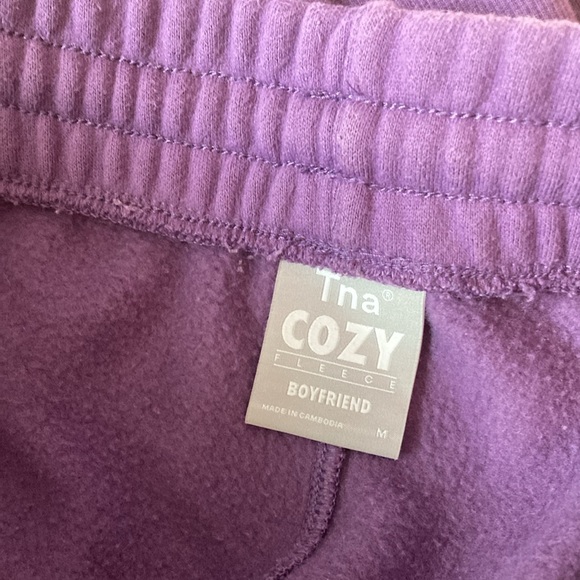 Tna®
COZY
FLEECE
BOYFRIEND
MADE IN CAMBODIA
M